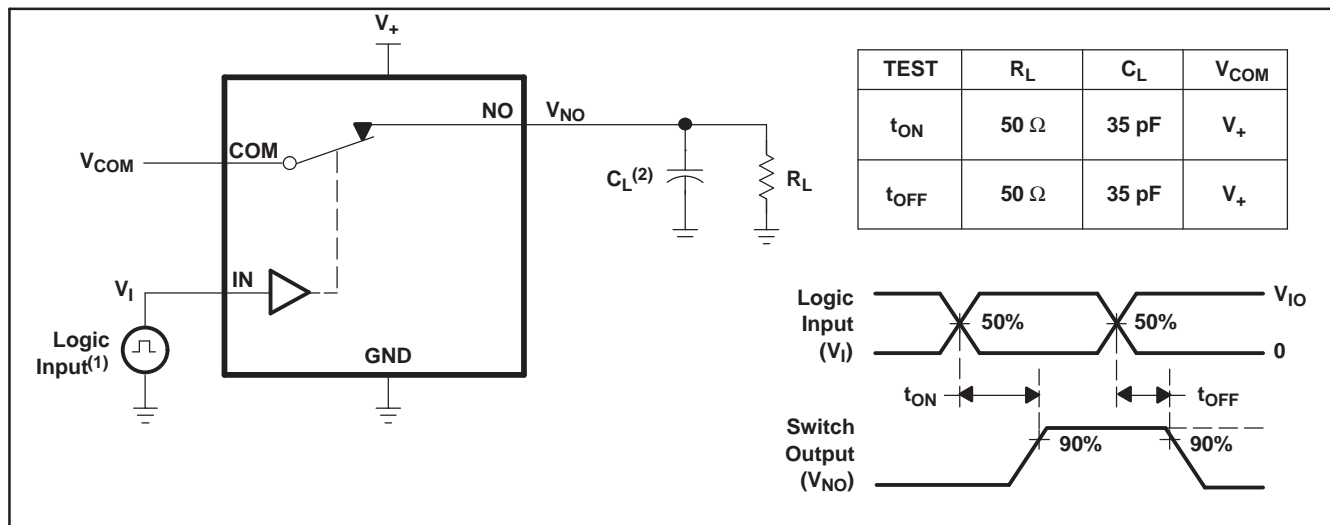 V+
NO
VNO
COM
VCOM
CL(2)
RL
IN
VI
Logic
Input(1)
GND
TEST RL CL VCOM
tON 50 Ω 35 pF V+
tOFF 50 Ω 35 pF V+
Logic
Input
(VI)
50%
50%
VIO
0
tON
tOFF
Switch
Output
(VNO)
90%
90%